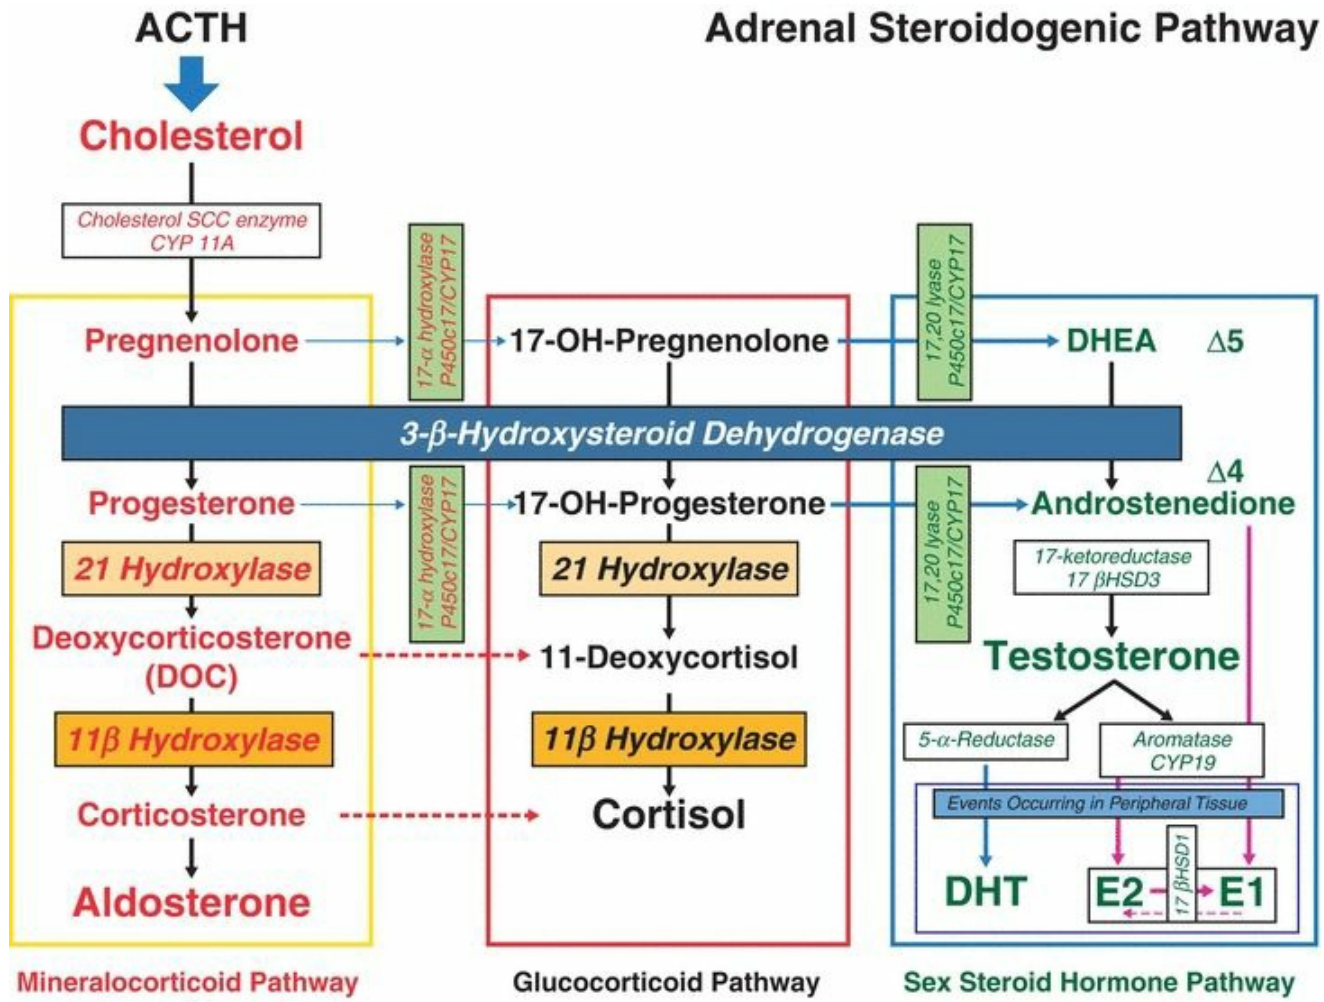 ACTH
Adrenal Steroidogenic Pathway
Cholesterol
Cholesterol SCC enzyme
CYP 11A
17-α hydroxylase
P450c17/CYP17
17,20 lyase
P450c17/CYP17
Pregnenolone
17-OH-Pregnenolone
DHEA
Δ5
3-β-Hydroxysteroid Dehydrogenase
Δ4
Progesterone
17-α hydroxylase
P450c17/CYP17
17-OH-Progesterone
17,20 lyase
P450c17/CYP17
Androstenedione
21 Hydroxylase
21 Hydroxylase
17-ketoreductase
17 βHSD3
Deoxycorticosterone
(DOC)
11-Deoxycortisol
Testosterone
11β Hydroxylase
11β Hydroxylase
5-α-Reductase
Aromatase
CYP19
Events Occurring in Peripheral Tissue
Corticosterone
Cortisol
Aldosterone
DHT
E2
17 βHSD1
E1
Mineralocorticoid Pathway
Glucocorticoid Pathway
Sex Steroid Hormone Pathway